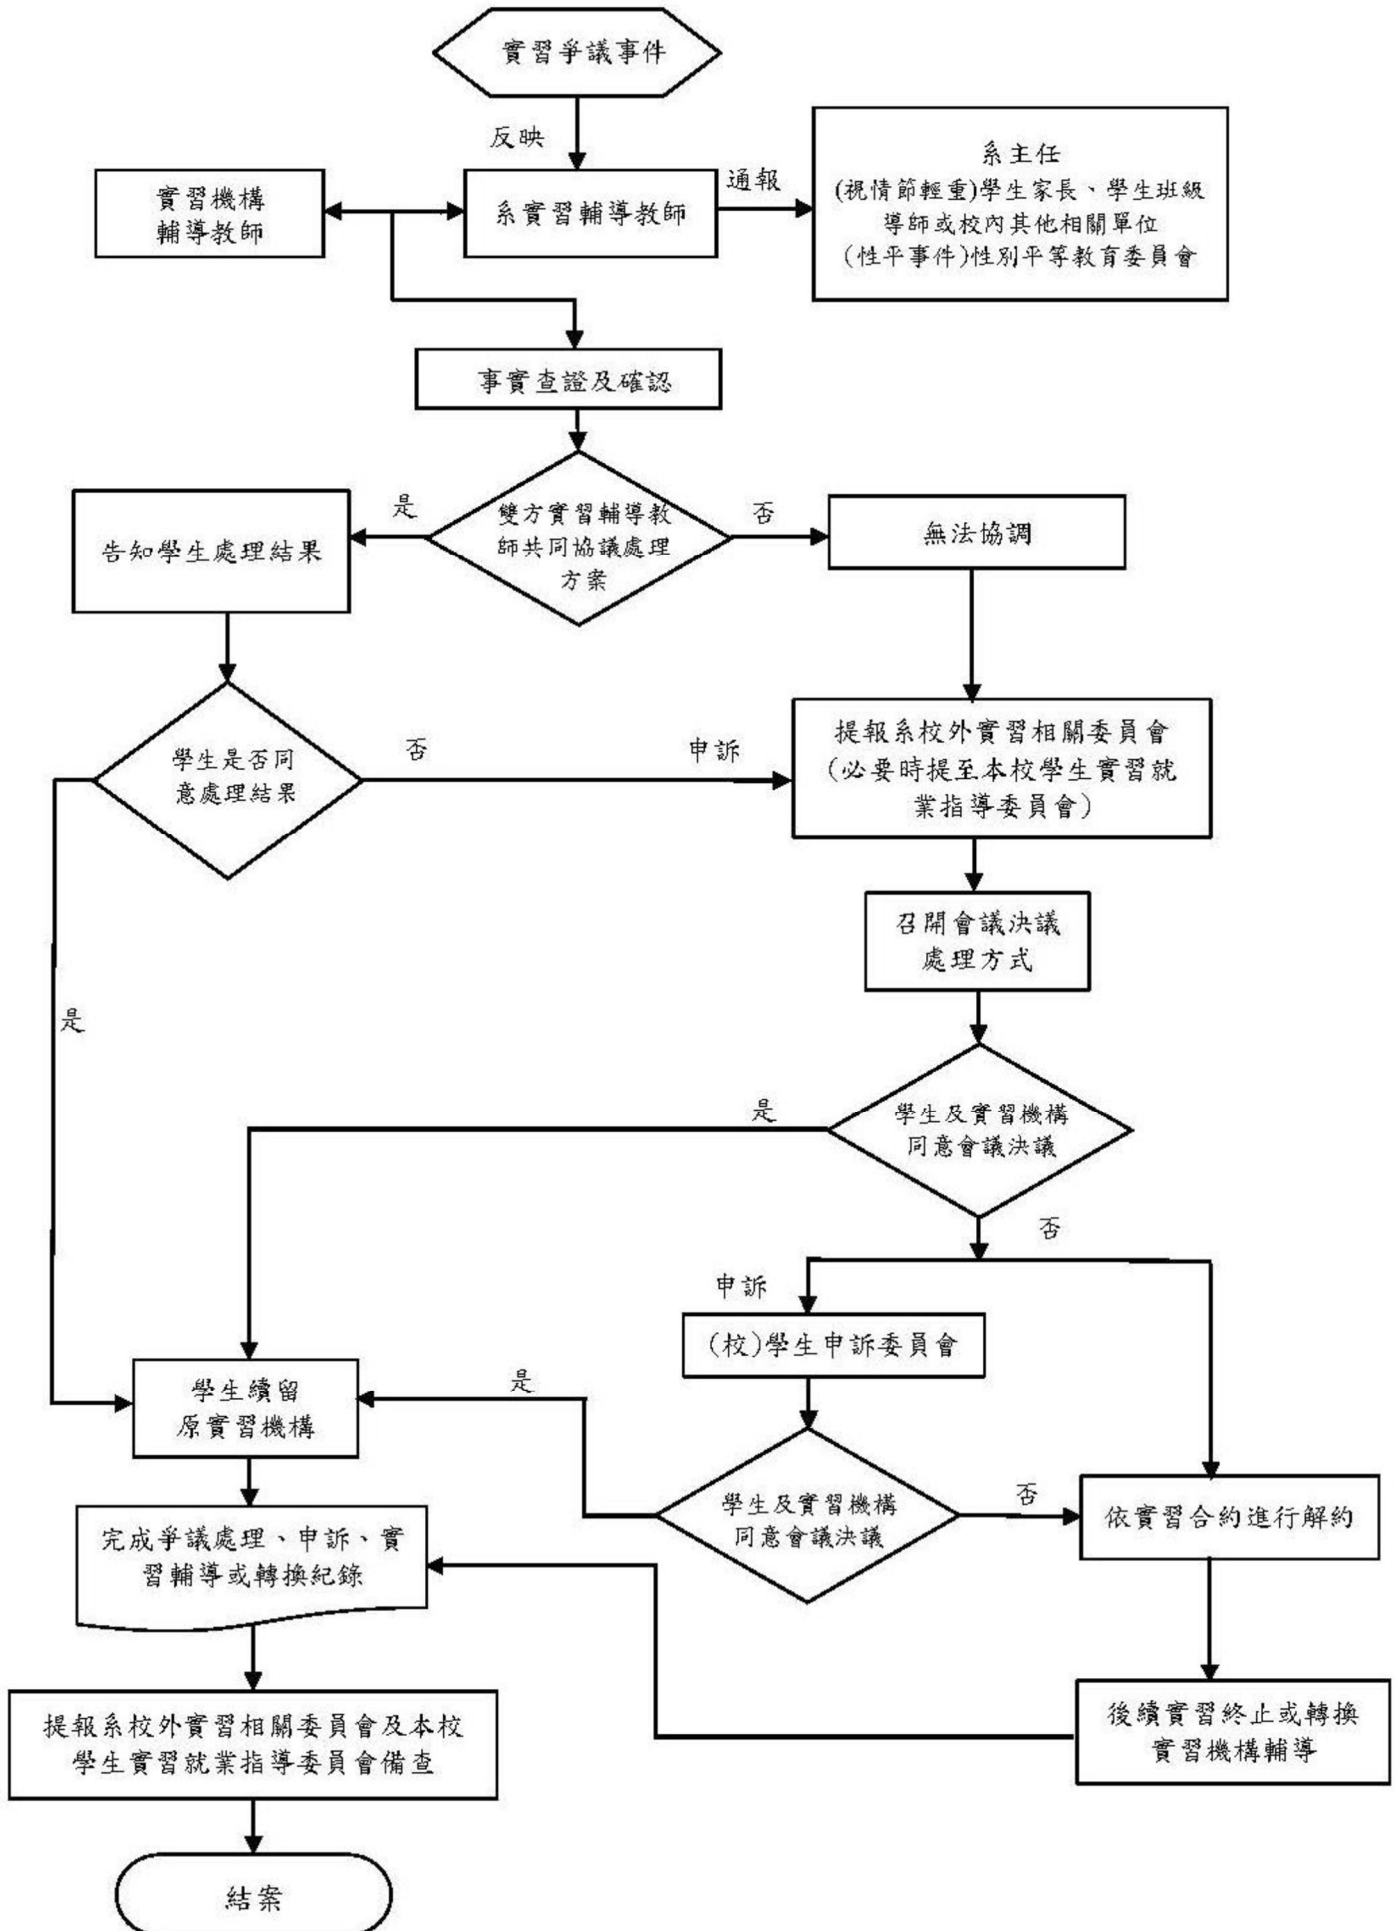 實習爭議事件
反映
實習機構
輔導教師
系實習輔導教師
通報
系主任
(視情節輕重)學生家長、學生班級
導師或校內其他相關單位
(性平事件)性別平等教育委員會
事實查證及確認
雙方實習輔導教
師共同協議處理
方案
是
否
告知學生處理結果
無法協調
學生是否同
意處理結果
否
申訴
提報系校外實習相關委員會
(必要時提至本校學生實習就
業指導委員會)
召開會議決議
處理方式
是
是
學生及實習機構
同意會議決議
否
申訴
(校)學生申訴委員會
學生續留
原實習機構
是
學生及實習機構
同意會議決議
否
依實習合約進行解約
完成爭議處理、申訴、實
習輔導或轉換紀錄
後續實習終止或轉換
實習機構輔導
提報系校外實習相關委員會及本校
學生實習就業指導委員會備查
結案